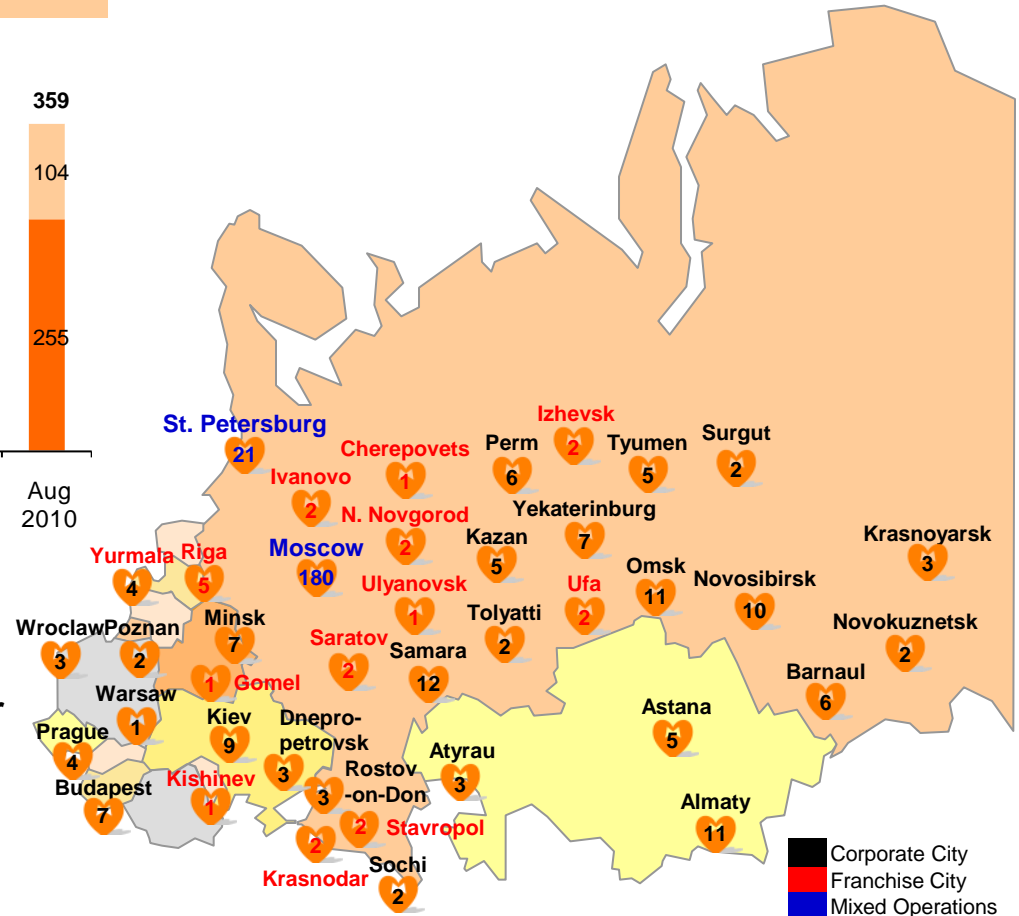 359
104
255
Aug
2010
St. Petersburg
21
Cherepovets
1
Perm
6
Izhevsk
2
Tyumen
5
Surgut
2
Ivanovo
2
N. Novgorod
2
Yekaterinburg
7
Kazan
5
Krasnoyarsk
3
Moscow
180
Yurmala
4
Riga
5
Ulyanovsk
1
Ufa
2
Omsk
11
Novosibirsk
10
Tolyatti
2
Novokuznetsk
2
Wroclaw
3
Poznan
2
Minsk
7
Saratov
2
Samara
12
Barnaul
6
Gomel
1
Warsaw
1
Astana
5
Prague
4
Kiev
9
Dnepro-
petrovsk
3
Atyrau
3
Rostov
-on-Don
3
Budapest
7
Kishinev
1
Stavropol
2
Almaty
11
Krasnodar
2
Sochi
2
Corporate City
Franchise City
Mixed Operations